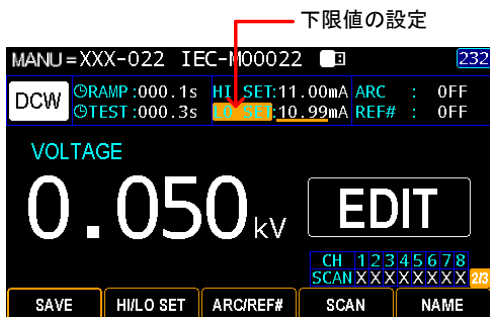 下限値の設定
MANU=XXX-022 IEC-M00022 232
DCW RAMP:000.1s HI SET:11.00mA ARC : OFF
TEST:000.3s LO SET:10.99mA REF# : OFF
VOLTAGE
0.050kV EDIT
CH 12345678
SCAN XXXXXXXX 2/3
SAVE HI/LO SET ARC/REF# SCAN NAME